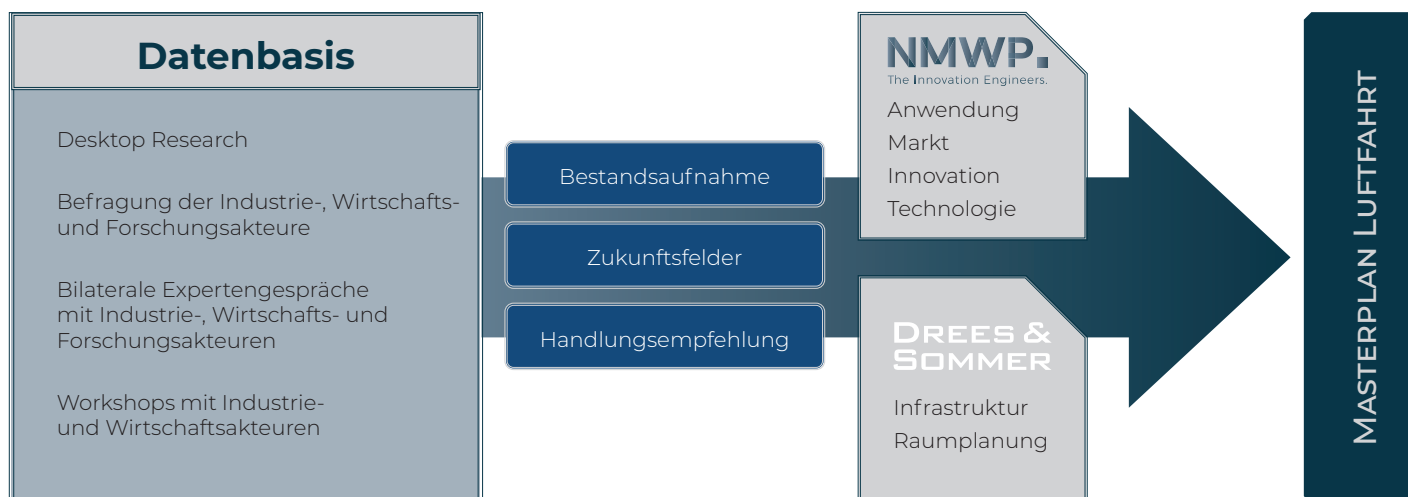 Datenbasis
Desktop Research
Befragung der Industrie-, Wirtschafts-
und Forschungsakteure
Bilaterale Expertengespräche
mit Industrie-, Wirtschafts- und
Forschungsakteuren
Workshops mit Industrie-
und Wirtschaftsakteuren
Bestandsaufnahme
Zukunftsfelder
Handlungsempfehlung
NMWP.
The Innovation Engineers.
Anwendung
Markt
Innovation
Technologie
DREES &
SOMMER
Infrastruktur
Raumplanung
MASTERPLAN LUFTFAHRT